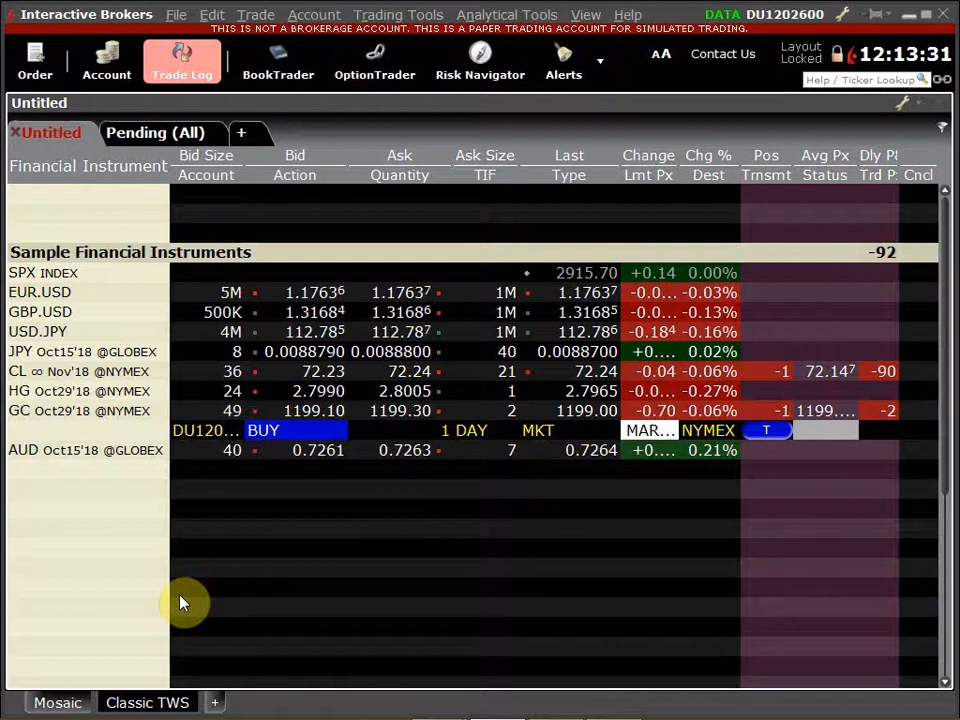 Interactive Brokers File Edit Trade Account Trading Tools Analytical Tools View Help DATA DU1202600
THIS IS NOT A BROKERAGE ACCOUNT. THIS IS A PAPER TRADING ACCOUNT FOR SIMULATED TRADING.
Order Account Trade Log BookTrader OptionTrader Risk Navigator Alerts AA Contact Us Layout Locked 12:13:31
Help / Ticker Lookup
Untitled
Untitled Pending (All) +
Financial Instrument Bid Size Bid Ask Ask Size Last Change Chg % Pos Avg Px Dly P
Account Action Quantity TIF Type Lmt Px Dest Trnsmt Status Trd P Cncl
Sample Financial Instruments -92
SPX INDEX 2915.70 +0.14 0.00%
EUR.USD 5M 1.1763⁶ 1.1763⁷ 1M 1.1763⁷ -0.0... -0.03%
GBP.USD 500K 1.3168⁴ 1.3168⁶ 1M 1.3168⁵ -0.0... -0.13%
USD.JPY 4M 112.78⁵ 112.78⁷ 1M 112.78⁶ -0.18⁴ -0.16%
JPY Oct15'18 @GLOBEX 8 0.0088790 0.0088800 40 0.0088700 +0.... 0.02%
CL ∞ Nov'18 @NYMEX 36 72.23 72.24 21 72.24 -0.04 -0.06% -1 72.14⁷ -90
HG Oct29'18 @NYMEX 24 2.7990 2.8005 1 2.7965 -0.0... -0.27%
GC Oct29'18 @NYMEX 49 1199.10 1199.30 2 1199.00 -0.70 -0.06% -1 1199.... -2
DU120... BUY 1 DAY MKT MAR... NYMEX T
AUD Oct15'18 @GLOBEX 40 0.7261 0.7263 7 0.7264 +0.... 0.21%
Mosaic Classic TWS +